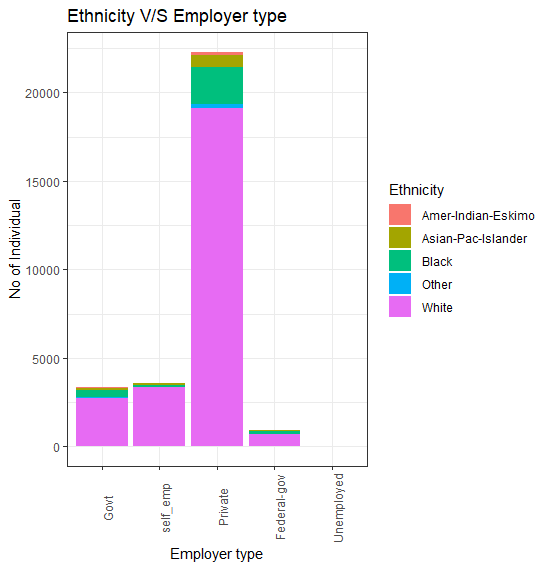 Ethnicity V/S Employer type
No of Individual
20000
15000
10000
5000
0
Govt
self_emp
Private
Federal-gov
Unemployed
Employer type
Ethnicity
Amer-Indian-Eskimo
Asian-Pac-Islander
Black
Other
White